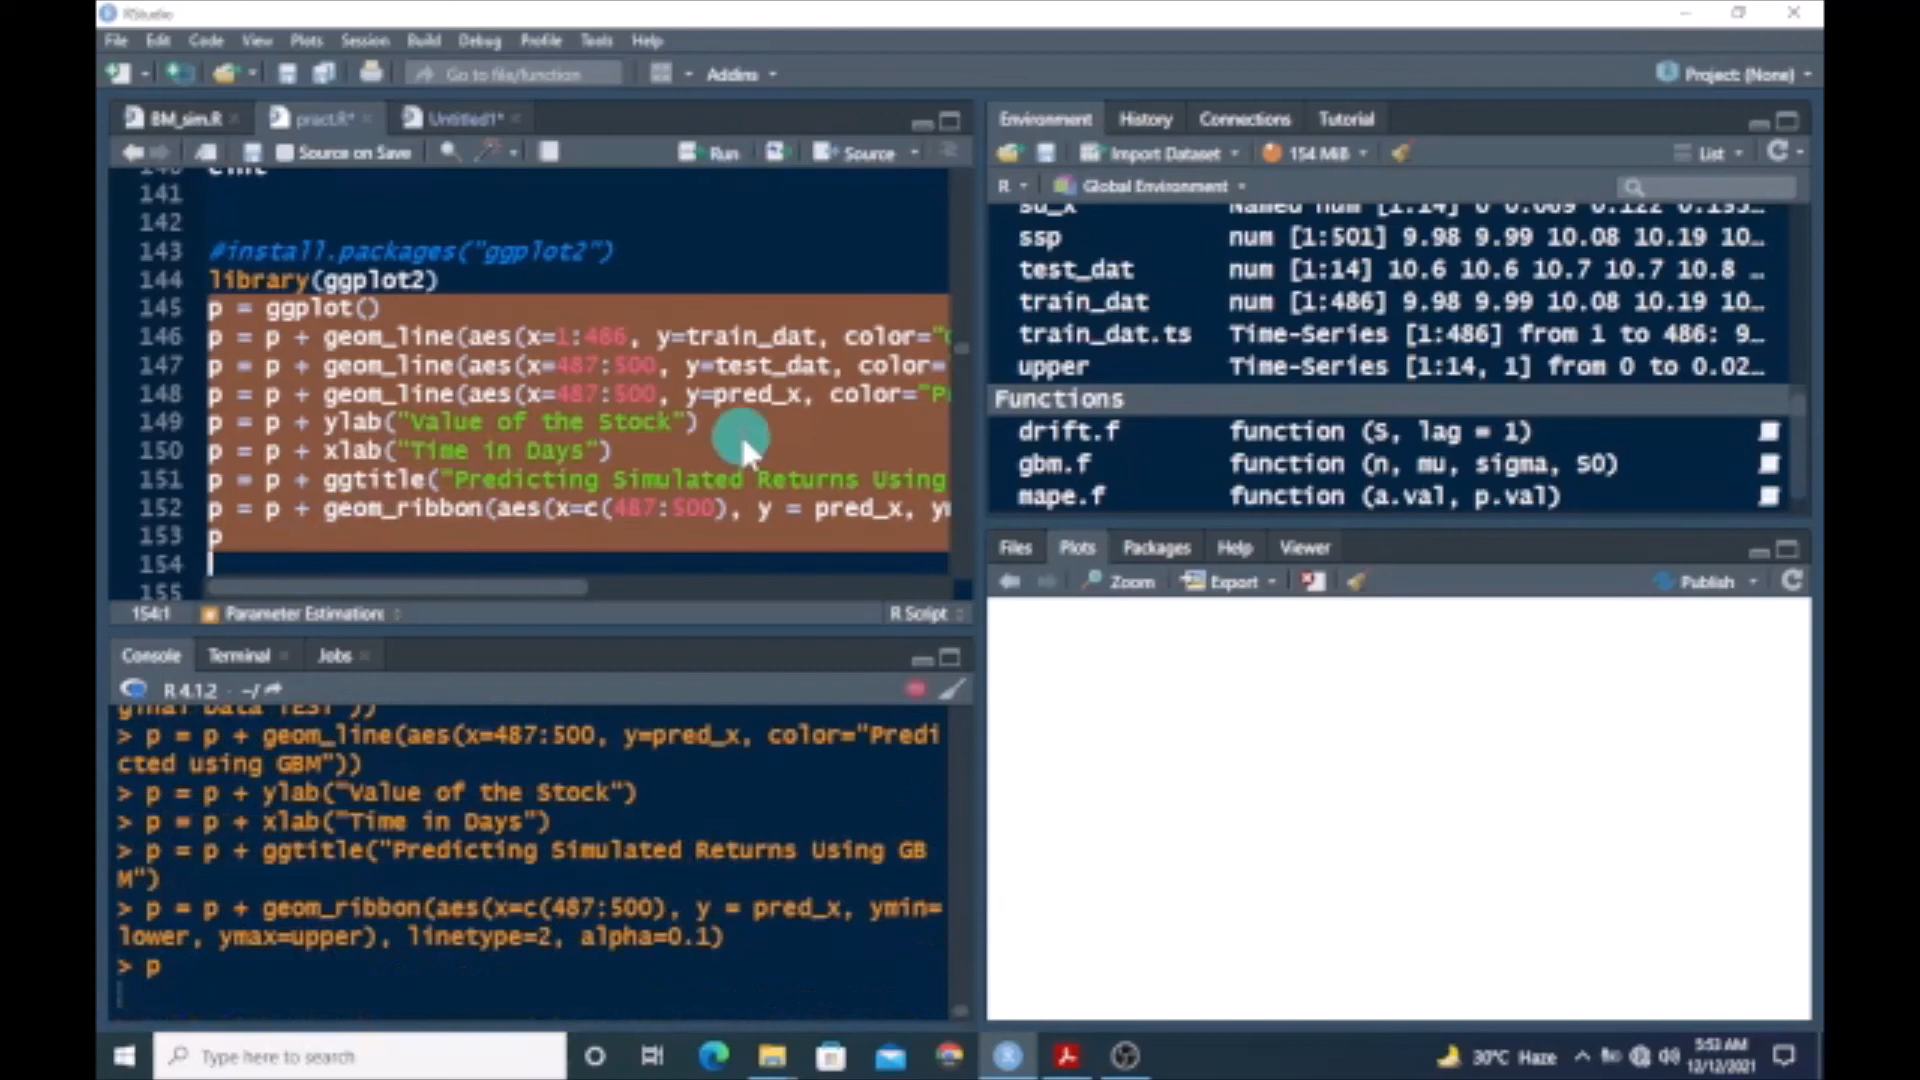 RStudio
File Edit Code View Plots Session Build Debug Profile Tools Help
Go to file/function Addins Project: (None)
BM_sim.R pract.R* Untitled1*
Source on Save Run Source
141
142
143 #install.packages("ggplot2")
144 library(ggplot2)
145 p = ggplot()
146 p = p + geom_line(aes(x=1:486, y=train_dat, color="
147 p = p + geom_line(aes(x=487:500, y=test_dat, color=
148 p = p + geom_line(aes(x=487:500, y=pred_x, color="P
149 p = p + ylab("Value of the Stock")
150 p = p + xlab("Time in Days")
151 p = p + ggtitle("Predicting Simulated Returns Using
152 p = p + geom_ribbon(aes(x=c(487:500), y = pred_x, y
153 p
154
155
154:1 Parameter Estimation R Script
Console Terminal Jobs
R 4.1.2 · ~/
ginal Data TEST"))
> p = p + geom_line(aes(x=487:500, y=pred_x, color="Predi
cted using GBM"))
> p = p + ylab("Value of the Stock")
> p = p + xlab("Time in Days")
> p = p + ggtitle("Predicting Simulated Returns Using GB
M")
> p = p + geom_ribbon(aes(x=c(487:500), y = pred_x, ymin=
lower, ymax=upper), linetype=2, alpha=0.1)
> p
Environment History Connections Tutorial
Import Dataset 154 MiB List
R Global Environment
ssp num [1:501] 9.98 9.99 10.08 10.19 10…
test_dat num [1:14] 10.6 10.6 10.7 10.7 10.8 …
train_dat num [1:486] 9.98 9.99 10.08 10.19 10…
train_dat.ts Time-Series [1:486] from 1 to 486: 9…
upper Time-Series [1:14, 1] from 0 to 0.02…
Functions
drift.f function (S, lag = 1)
gbm.f function (n, mu, sigma, S0)
mape.f function (a.val, p.val)
Files Plots Packages Help Viewer
Zoom Export Publish
Type here to search
30°C Haze
5:53 AM
12/12/2021